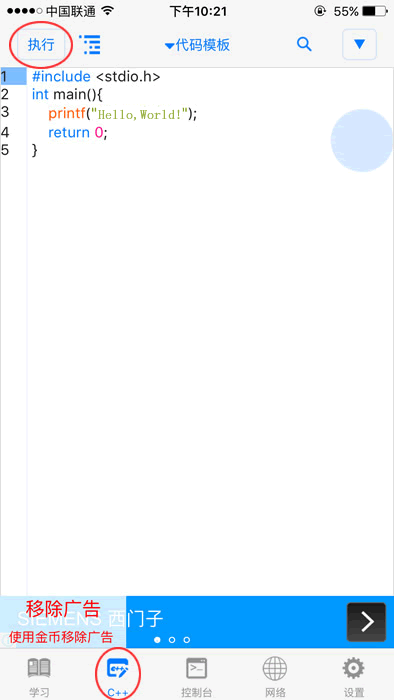 中国联通 下午10:21 55%
执行 代码模板
1 #include <stdio.h>
2 int main(){
3 printf("Hello,World!");
4 return 0;
5 }
移除广告
SIEMENS 西门子
使用金币移除广告
学习 C++ 控制台 网络 设置